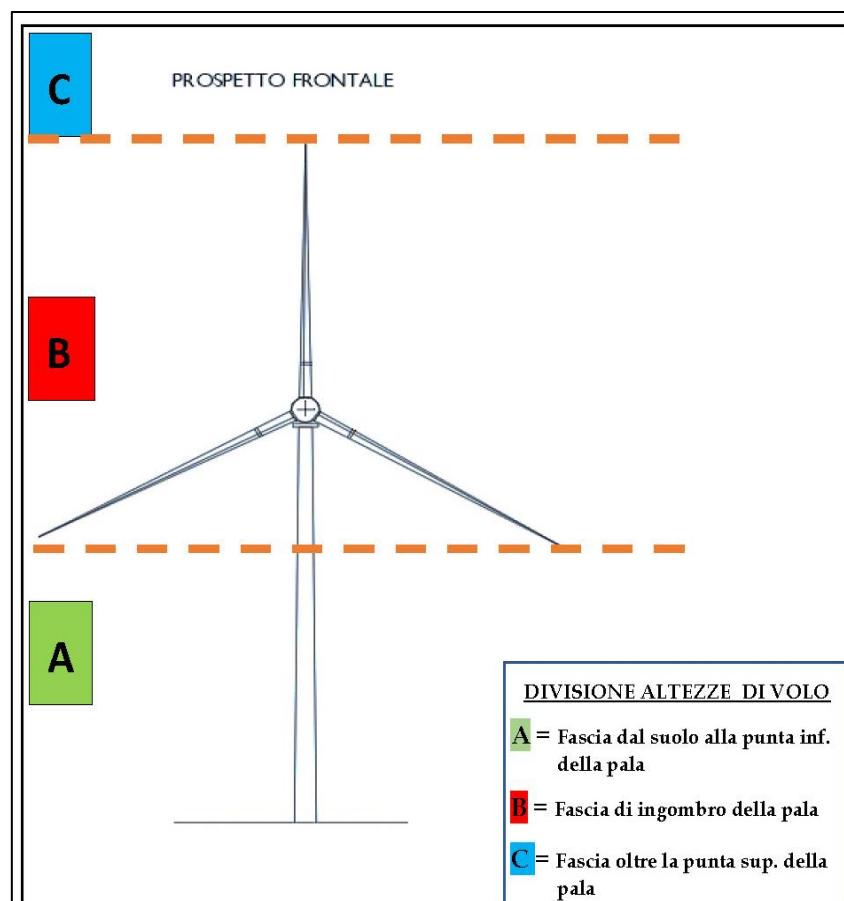 C
PROSPETTO FRONTALE
B
A
DIVISIONE ALTEZZE DI VOLO
A = Fascia dal suolo alla punta inf.
della pala
B = Fascia di ingombro della pala
C = Fascia oltre la punta sup. della
pala